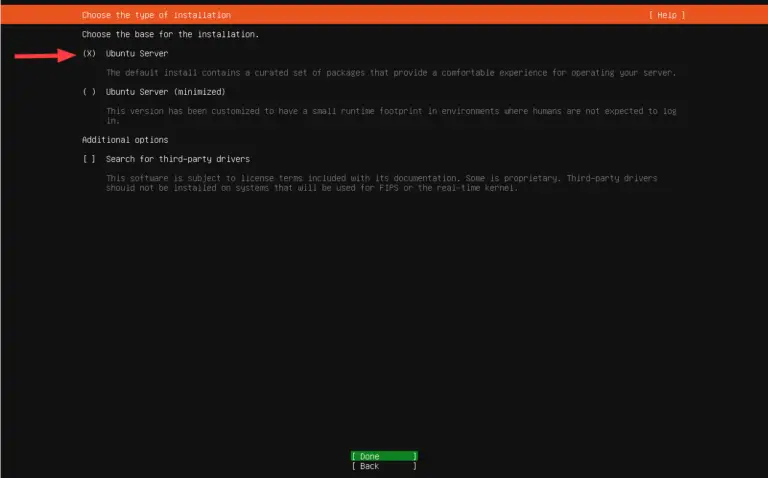 Choose the type of installation [ Help ]
Choose the base for the installation.
(X) Ubuntu Server
The default install contains a curated set of packages that provide a comfortable experience for operating your server.
( ) Ubuntu Server (minimized)
This version has been customized to have a small runtime footprint in environments where humans are not expected to log
in.
Additional options
[ ] Search for third-party drivers
This software is subject to license terms included with its documentation. Some is proprietary. Third-party drivers
should not be installed on systems that will be used for FIPS or the real-time kernel.
[ Done ]
[ Back ]